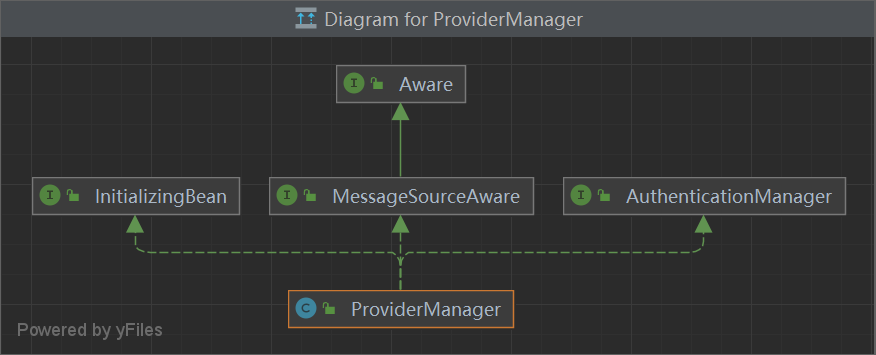 Diagram for ProviderManager
I Aware
I InitializingBean
I MessageSourceAware
I AuthenticationManager
C ProviderManager
Powered by yFiles